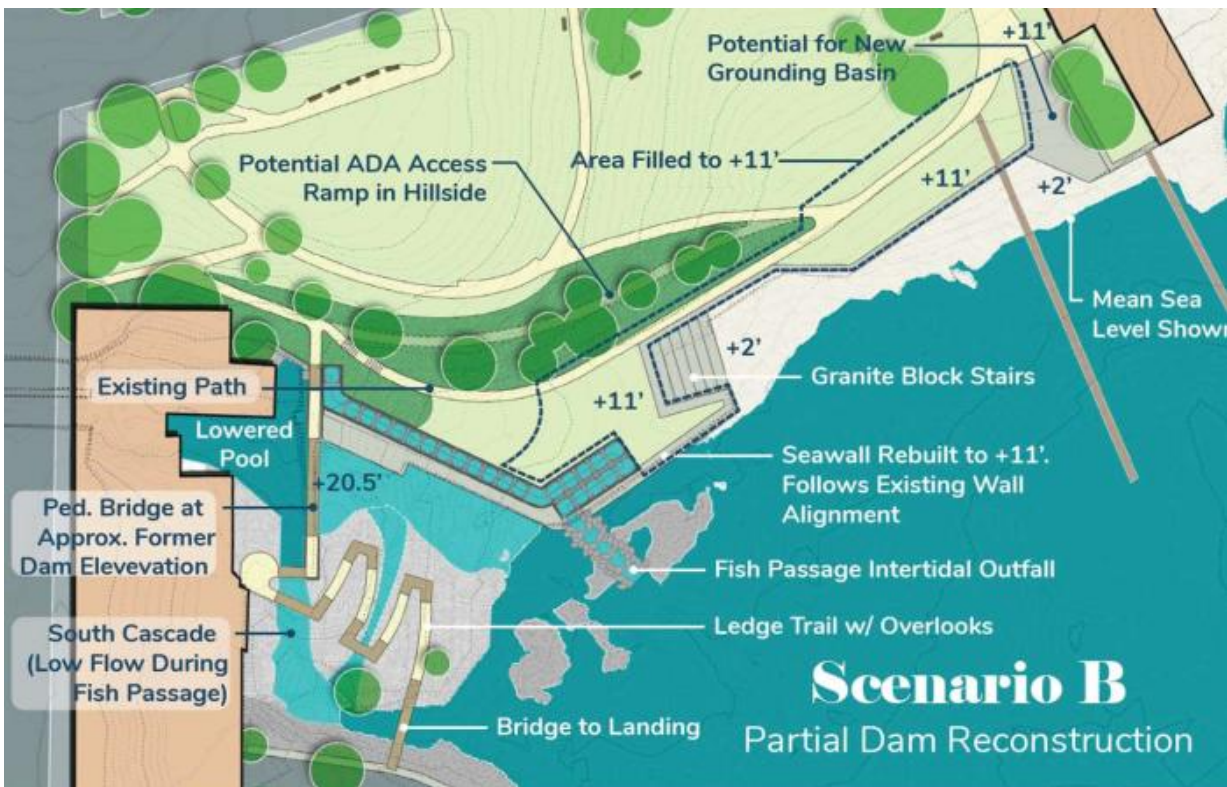 +11'
Potential for New
Grounding Basin
Potential ADA Access
Ramp in Hillside
Area Filled to +11'
+11'
+2'
Mean Sea
Level Shown
+2'
Granite Block Stairs
Existing Path
+11'
Lowered
Pool
Seawall Rebuilt to +11'.
Follows Existing Wall
Alignment
+20.5'
Ped. Bridge at
Approx. Former
Dam Elevevation
Fish Passage Intertidal Outfall
South Cascade
(Low Flow During
Fish Passage)
Ledge Trail w/ Overlooks
Bridge to Landing
Scenario B
Partial Dam Reconstruction